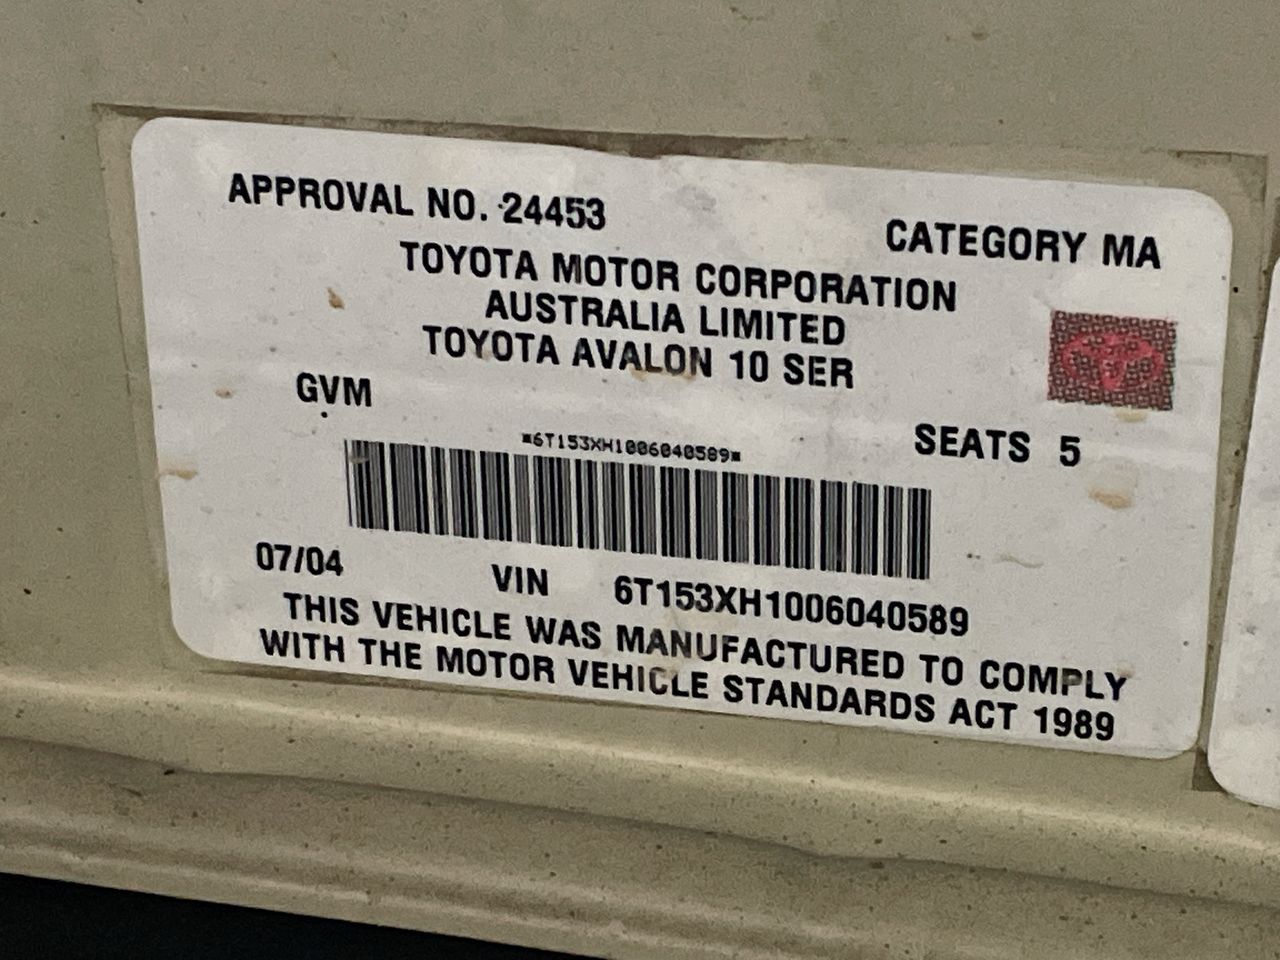 APPROVAL NO. 24453
CATEGORY MA
TOYOTA MOTOR CORPORATION
AUSTRALIA LIMITED
TOYOTA AVALON 10 SER
GVM
SEATS 5
*6T153XH1006040589*
07/04 VIN 6T153XH1006040589
THIS VEHICLE WAS MANUFACTURED TO COMPLY
WITH THE MOTOR VEHICLE STANDARDS ACT 1989